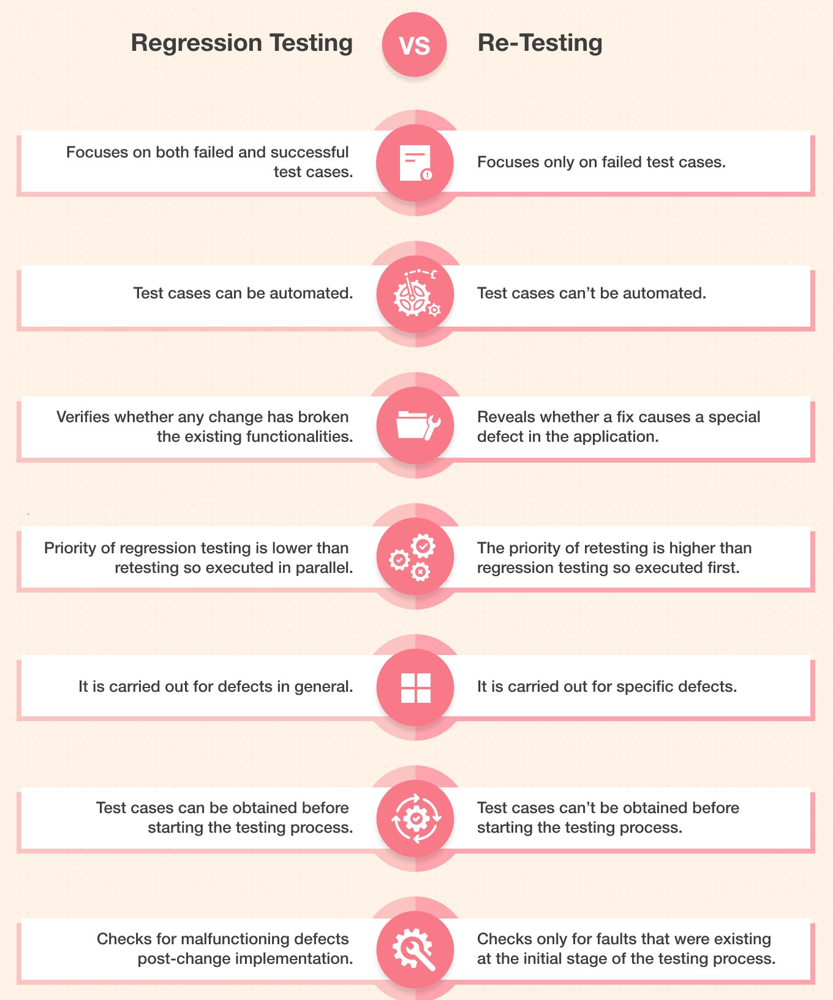 Regression Testing
VS
Re-Testing
Focuses on both failed and successful
test cases.
Focuses only on failed test cases.
Test cases can be automated.
Test cases can’t be automated.
Verifies whether any change has broken
the existing functionalities.
Reveals whether a fix causes a special
defect in the application.
Priority of regression testing is lower than
retesting so executed in parallel.
The priority of retesting is higher than
regression testing so executed first.
It is carried out for defects in general.
It is carried out for specific defects.
Test cases can be obtained before
starting the testing process.
Test cases can’t be obtained before
starting the testing process.
Checks for malfunctioning defects
post-change implementation.
Checks only for faults that were existing
at the initial stage of the testing process.